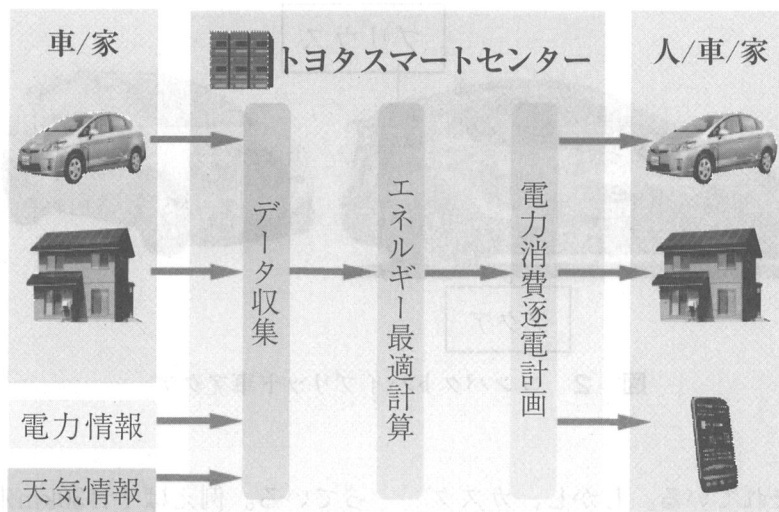 車/家
トヨタスマートセンター
人/車/家
データ収集
エネルギー最適計算
電力消費逐電計画
電力情報
天気情報